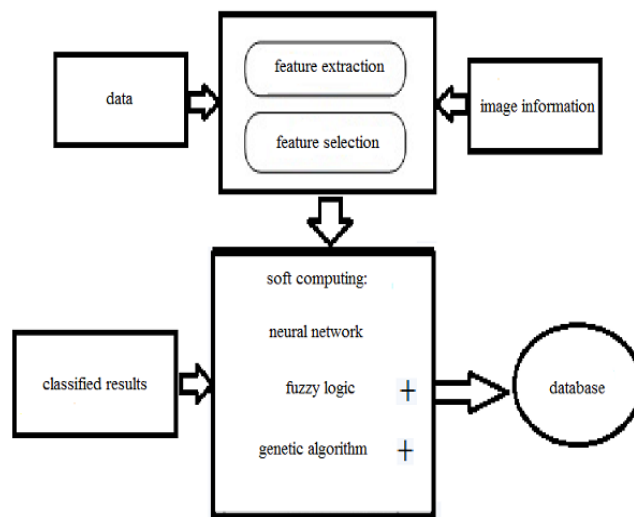 feature extraction
data
image information
feature selection
soft computing:
neural network
classified results
fuzzy logic +
database
genetic algorithm +